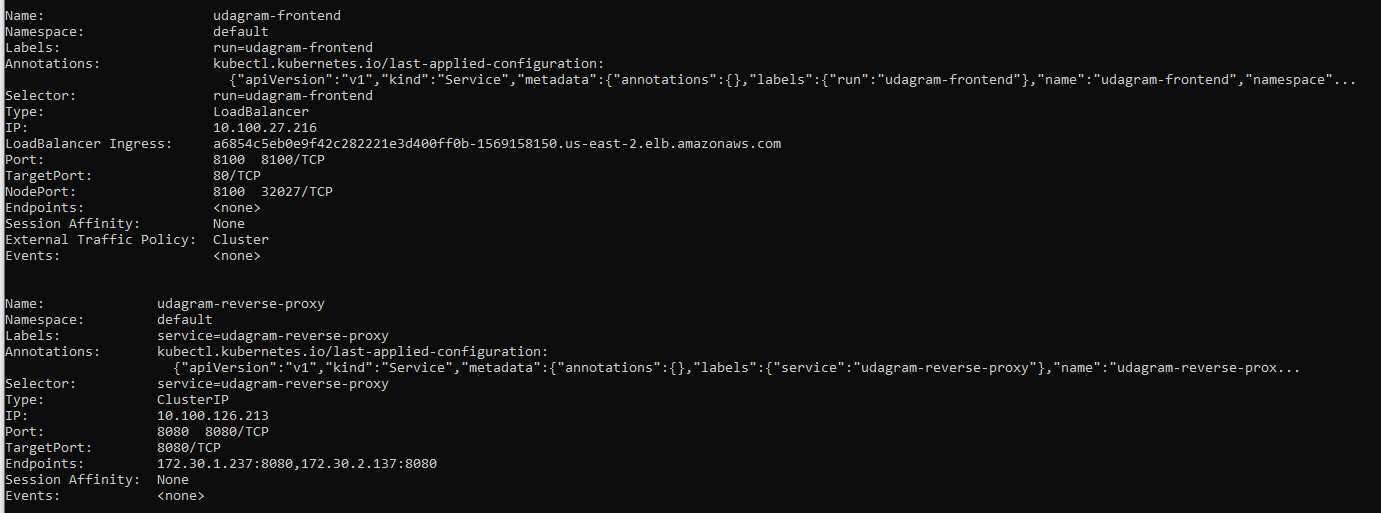 Name:                     udagram-frontend
Namespace:                default
Labels:                   run=udagram-frontend
Annotations:              kubectl.kubernetes.io/last-applied-configuration:
                            {"apiVersion":"v1","kind":"Service","metadata":{"annotations":{},"labels":{"run":"udagram-frontend"},"name":"udagram-frontend","namespace"...
Selector:                 run=udagram-frontend
Type:                     LoadBalancer
IP:                       10.100.27.216
LoadBalancer Ingress:     a6854c5eb0e9f42c282221e3d400ff0b-1569158150.us-east-2.elb.amazonaws.com
Port:                     8100  8100/TCP
TargetPort:               80/TCP
NodePort:                 8100  32027/TCP
Endpoints:                <none>
Session Affinity:         None
External Traffic Policy:  Cluster
Events:                   <none>

Name:              udagram-reverse-proxy
Namespace:         default
Labels:            service=udagram-reverse-proxy
Annotations:       kubectl.kubernetes.io/last-applied-configuration:
                     {"apiVersion":"v1","kind":"Service","metadata":{"annotations":{},"labels":{"service":"udagram-reverse-proxy"},"name":"udagram-reverse-prox...
Selector:          service=udagram-reverse-proxy
Type:              ClusterIP
IP:                10.100.126.213
Port:              8080  8080/TCP
TargetPort:        8080/TCP
Endpoints:         172.30.1.237:8080,172.30.2.137:8080
Session Affinity:  None
Events:            <none>